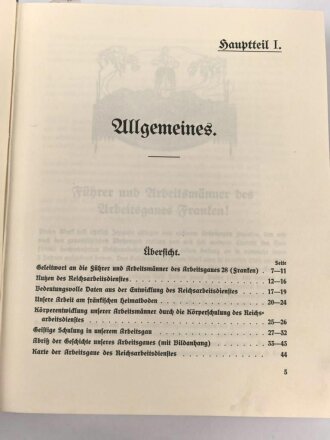 Hauptteil I.
Allgemeines.
Führer und Arbeitsmänner des
Arbeitsgaues Franken!
Übersicht.
Seite
Geleitwort an die Führer und Arbeitsmänner des Arbeitsgaues 28 (Franken) . 7—11
Nutzen des Reichsarbeitsdienstes 12—16
Bedeutungsvolle Daten aus der Entwicklung des Reichsarbeitsdienstes 17—19
Unsere Arbeit am fränkischen Heimatboden 20—24
Körperentwicklung unserer Arbeitsmänner durch die Körperschulung des Reichs-
arbeitsdienstes 25—26
Geistige Schulung in unserem Arbeitsgau 27—32
Abriß der Geschichte unseres Arbeitsgaues (mit Bildanhang) 33—45
Karte der Arbeitsgaue des Reichsarbeitsdienstes 44
5